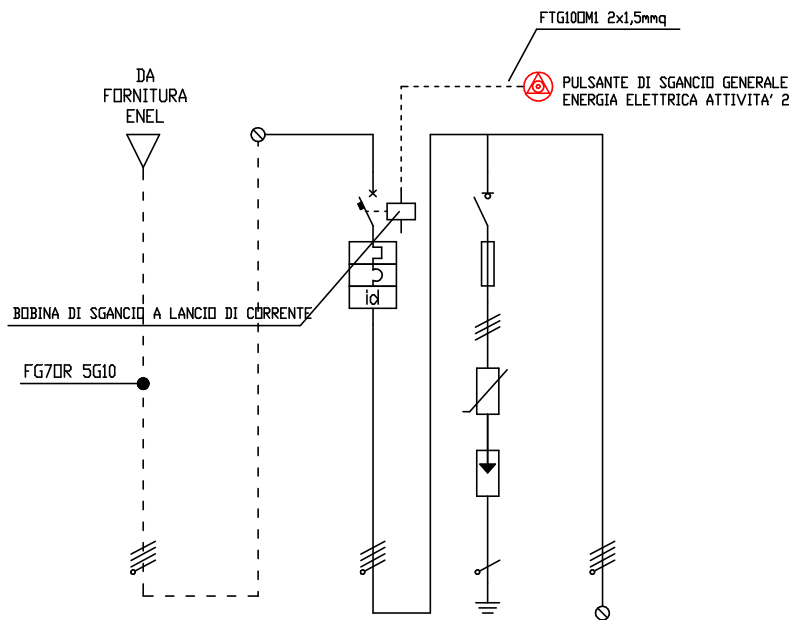 FTG10OM1 2x1,5mmq
PULSANTE DI SGANCIO GENERALE
ENERGIA ELETTRICA ATTIVITA' 2
DA
FORNITURA
ENEL
id
BOBINA DI SGANCIO A LANCIO DI CORRENTE
FG7OR 5G10